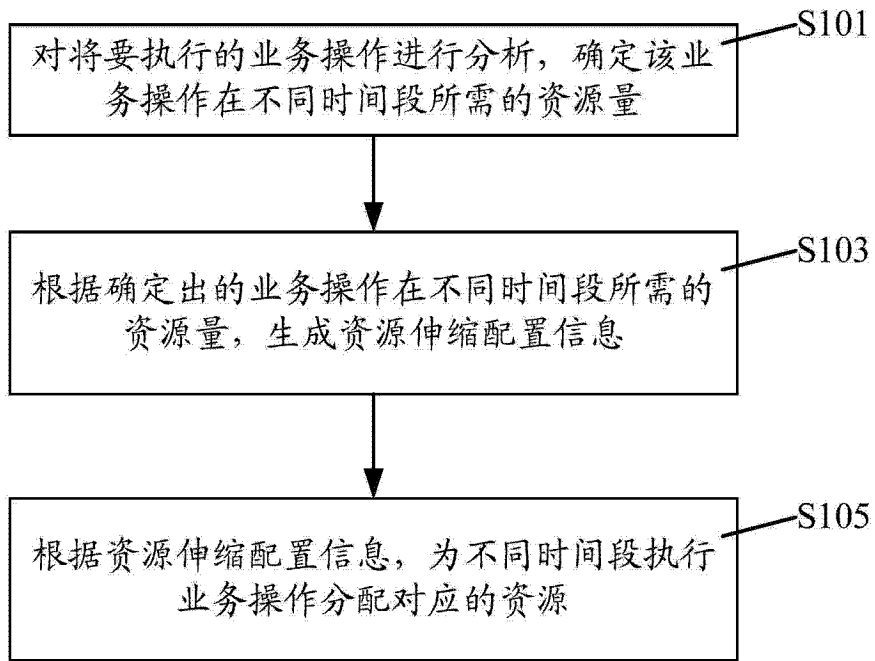 S101
对将要执行的业务操作进行分析，确定该业
务操作在不同时间段所需的资源量
S103
根据确定出的业务操作在不同时间段所需的
资源量，生成资源伸缩配置信息
S105
根据资源伸缩配置信息，为不同时间段执行
业务操作分配对应的资源